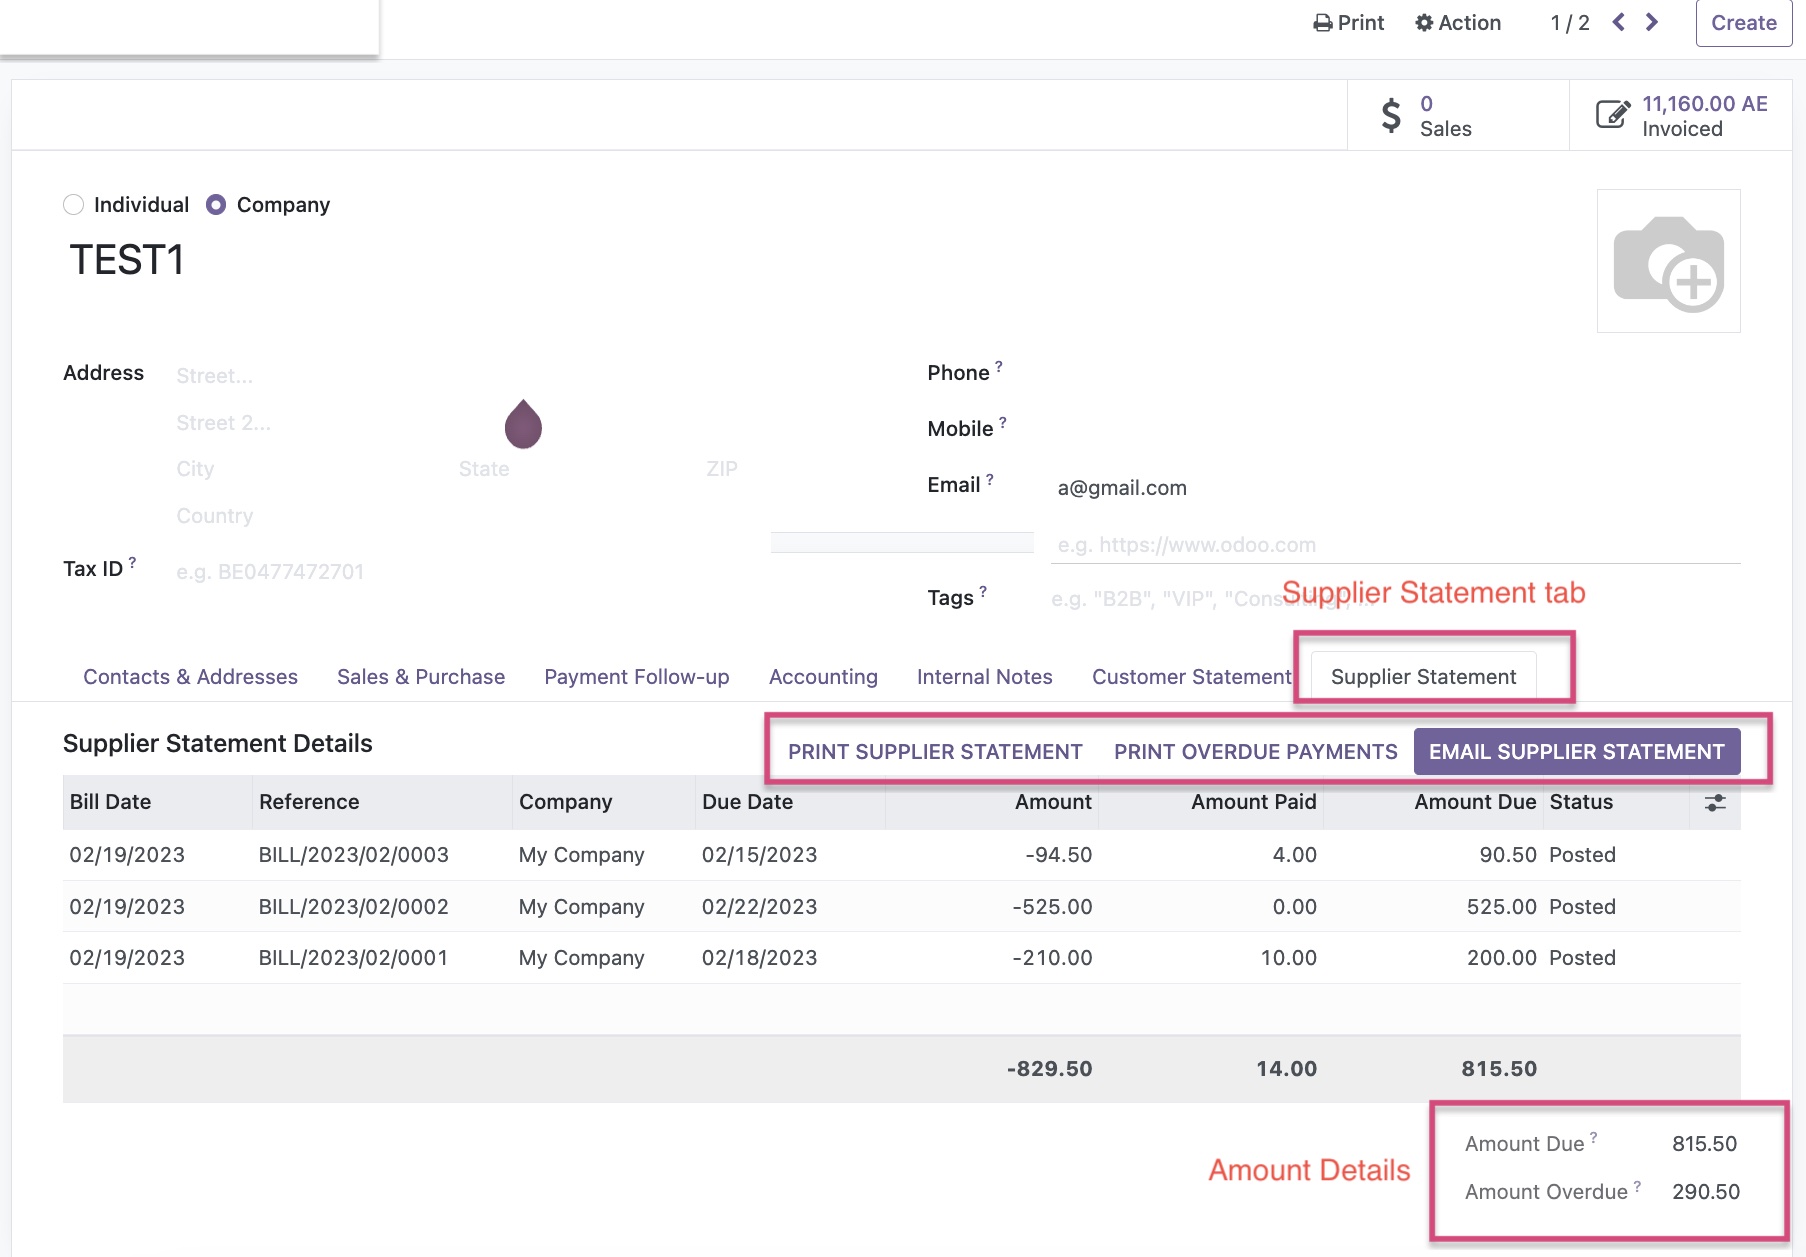 Print Action 1 / 2 Create
0
Sales
11,160.00 AE
Invoiced
Individual Company
TEST1
Address Street... Phone ?
Street 2... Mobile ?
City State ZIP
Email ? a@gmail.com
Country
e.g. https://www.odoo.com
Tax ID ? e.g. BE0477472701
Tags ? e.g. "B2B", "VIP", "Consulting", ...
Supplier Statement tab
Contacts & Addresses Sales & Purchase Payment Follow-up Accounting Internal Notes Customer Statement Supplier Statement
Supplier Statement Details PRINT SUPPLIER STATEMENT PRINT OVERDUE PAYMENTS EMAIL SUPPLIER STATEMENT
Bill Date Reference Company Due Date Amount Amount Paid Amount Due Status
02/19/2023 BILL/2023/02/0003 My Company 02/15/2023 -94.50 4.00 90.50 Posted
02/19/2023 BILL/2023/02/0002 My Company 02/22/2023 -525.00 0.00 525.00 Posted
02/19/2023 BILL/2023/02/0001 My Company 02/18/2023 -210.00 10.00 200.00 Posted
-829.50 14.00 815.50
Amount Due ? 815.50
Amount Details
Amount Overdue ? 290.50